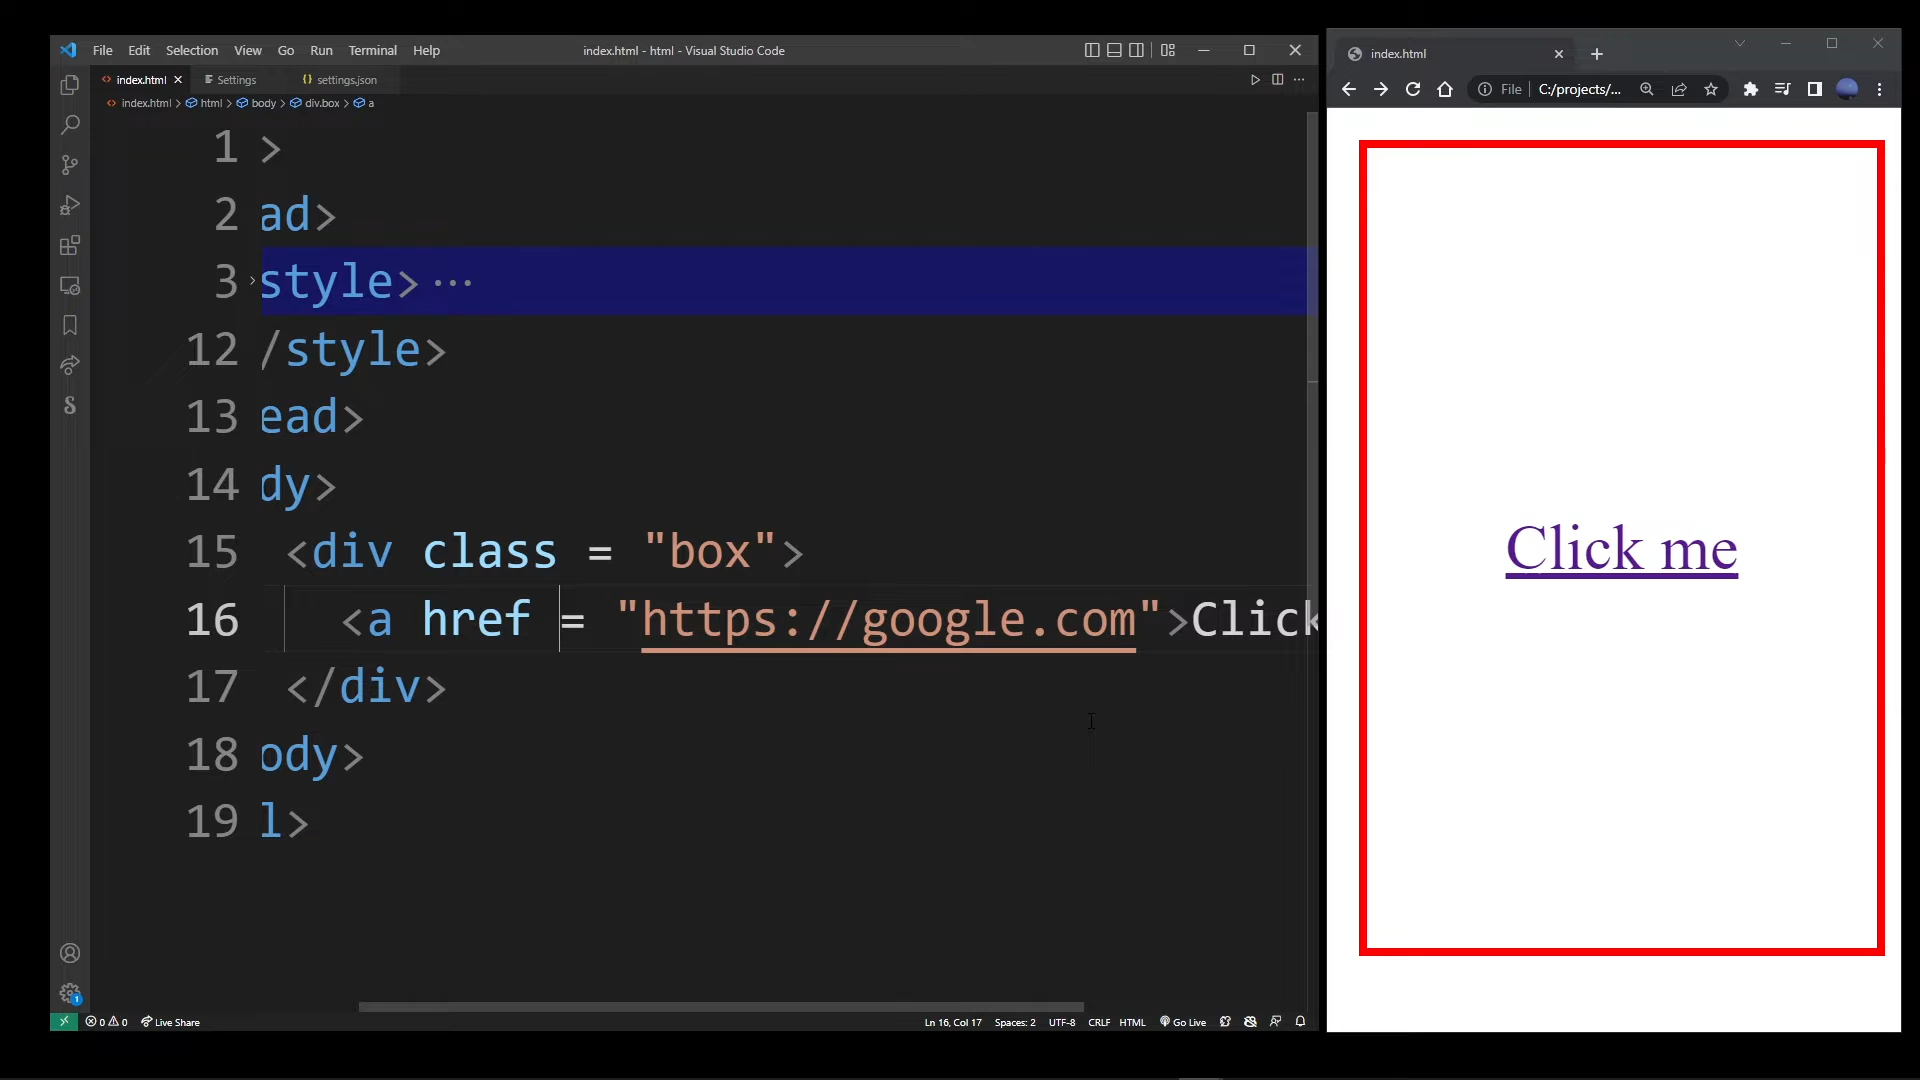 File Edit Selection View Go Run Terminal Help
index.html - html - Visual Studio Code
index.html
Settings
settings.json
index.html > html > body > div.box > a
1 >
2 ad>
3 style> ...
12 /style>
13 ead>
14 dy>
15 <div class = "box">
16 <a href = "https://google.com">Click
17 </div>
18 ody>
19 l>
1
0 0 Live Share
Ln 16, Col 17 Spaces: 2 UTF-8 CRLF HTML Go Live
index.html
File C:/projects/...
Click me